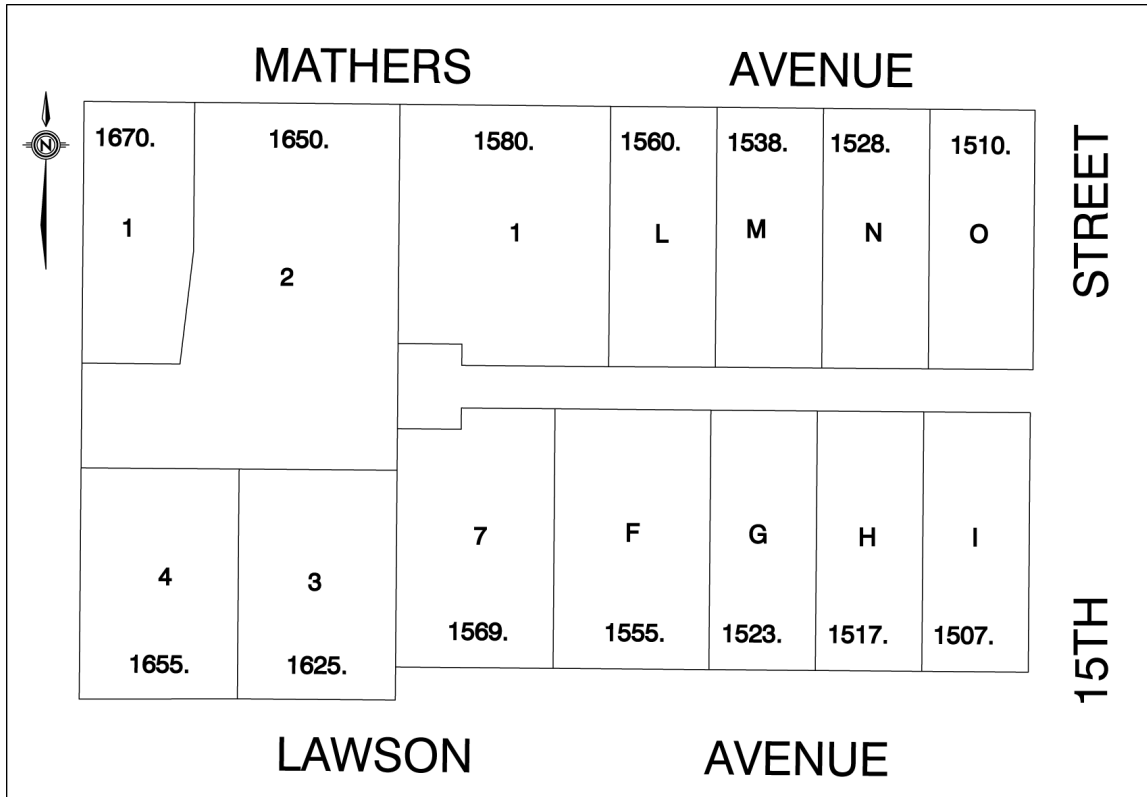 MATHERS AVENUE
N
1670. 1650. 1580. 1560. 1538. 1528. 1510.
1 2 1 L M N O
STREET
7 F G H I
4 3
1569. 1555. 1523. 1517. 1507.
1655. 1625.
15TH
LAWSON AVENUE